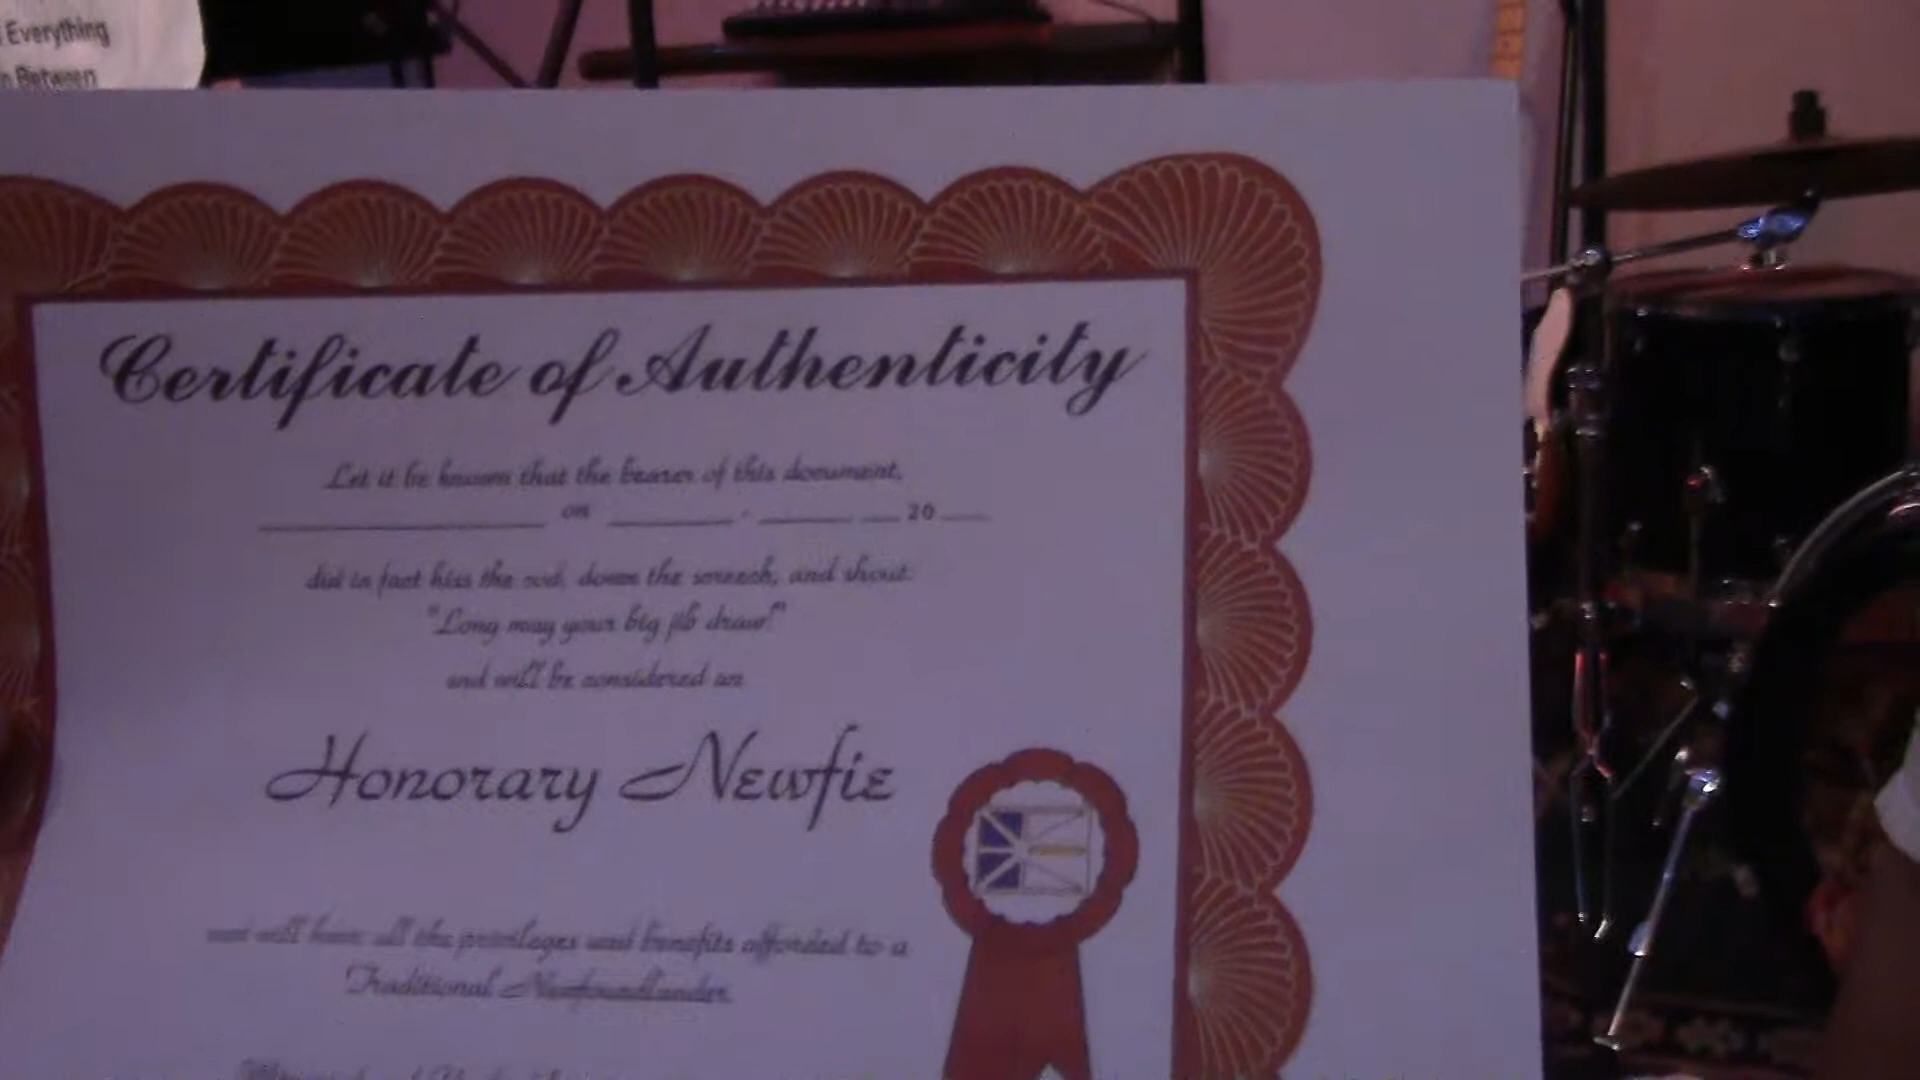 Everything
n Between
Certificate of Authenticity
Let it be known that the bearer of this document,
on , 20
did in fact kiss the cod, down the screech, and shout:
"Long may your big jib draw!"
and will be considered an
Honorary Newfie
and will have all the privileges and benefits afforded to a
Traditional Newfoundlander.